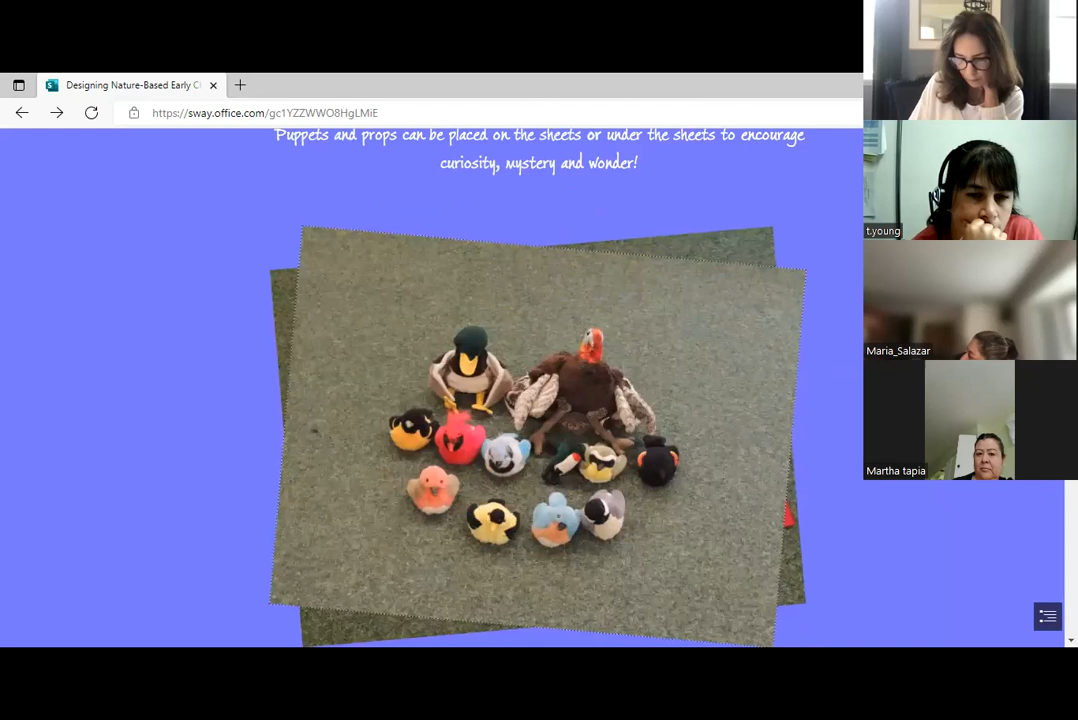 Designing Nature-Based Early C
https://sway.office.com/gc1YZZWWO8HgLMiE
Puppets and props can be placed on the sheets or under the sheets to encourage
curiosity, mystery and wonder!
t.young
Maria_Salazar
Martha tapia